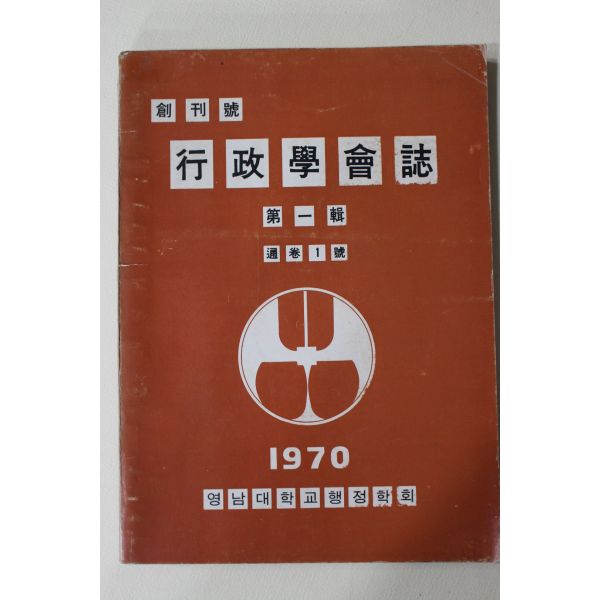 創刊號
行政學會誌
第一輯
通卷1號
1970
영남대학교행정학회